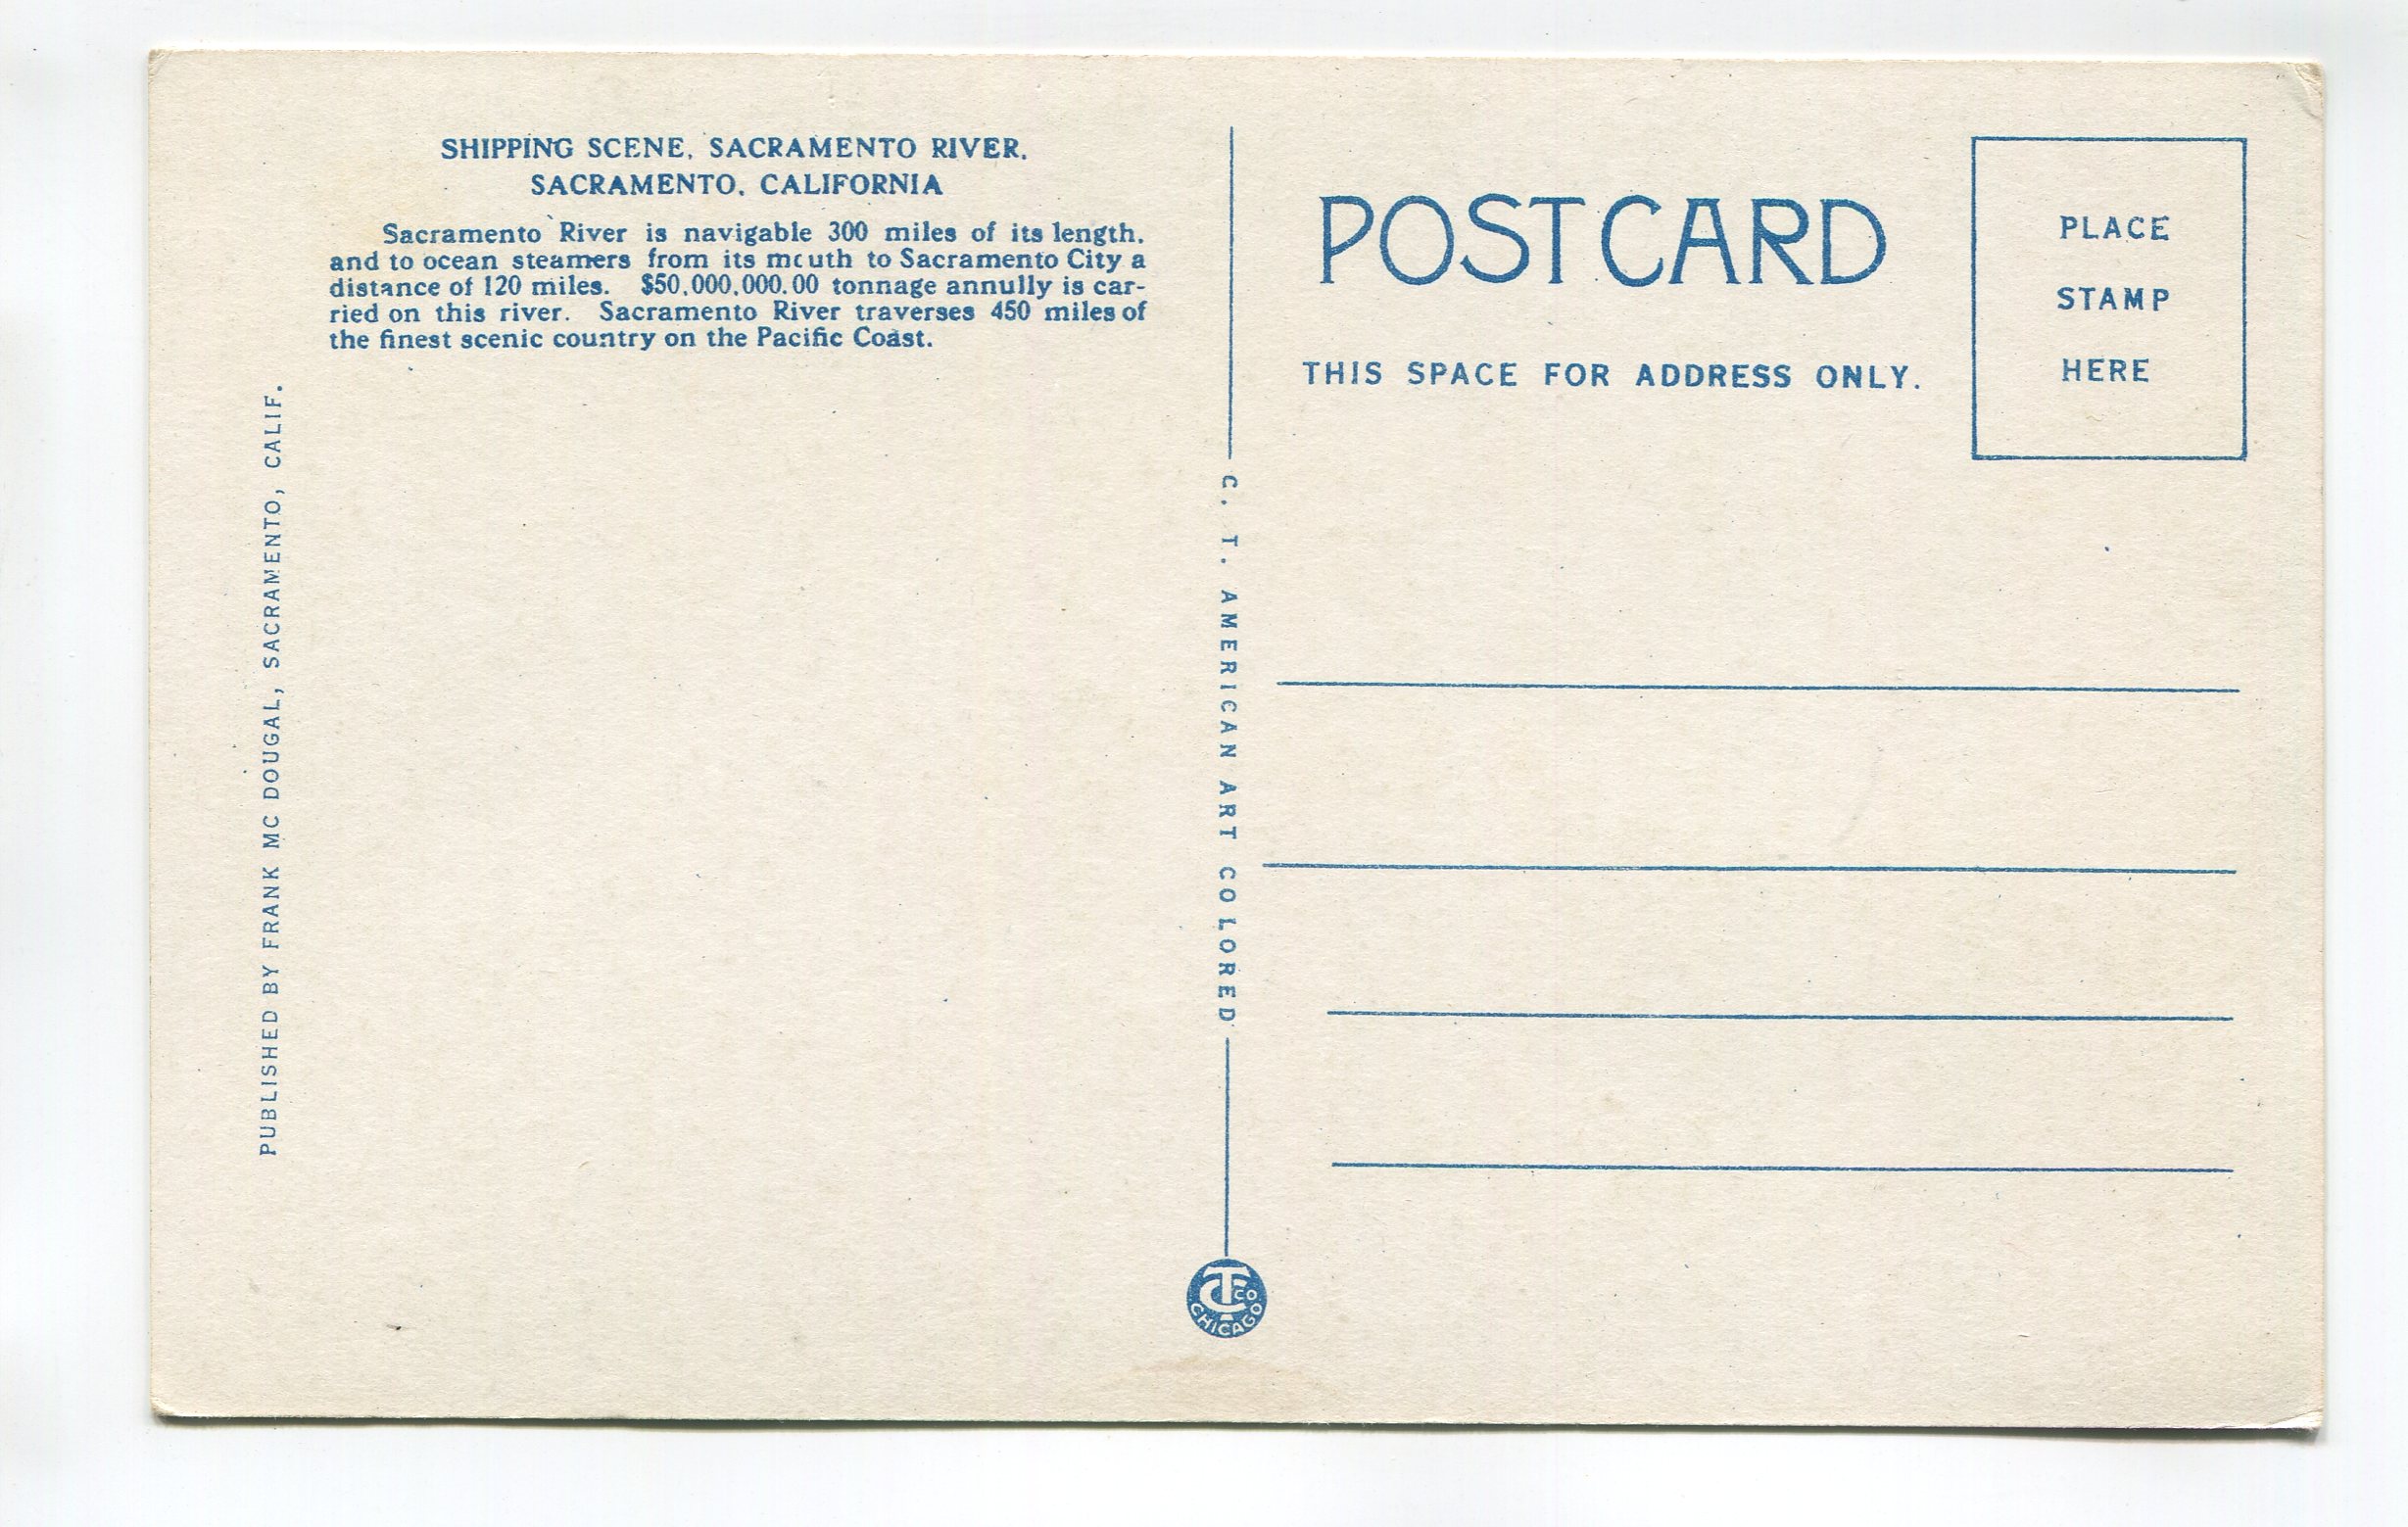 SHIPPING SCENE, SACRAMENTO RIVER,
SACRAMENTO, CALIFORNIA
Sacramento River is navigable 300 miles of its length,
and to ocean steamers from its mouth to Sacramento City a
distance of 120 miles. $50,000,000.00 tonnage annully is car-
ried on this river. Sacramento River traverses 450 miles of
the finest scenic country on the Pacific Coast.
PUBLISHED BY FRANK MC DOUGAL, SACRAMENTO, CALIF.
C. T. AMERICAN ART COLORED
CT CO
CHICAGO
POST CARD
THIS SPACE FOR ADDRESS ONLY.
PLACE
STAMP
HERE